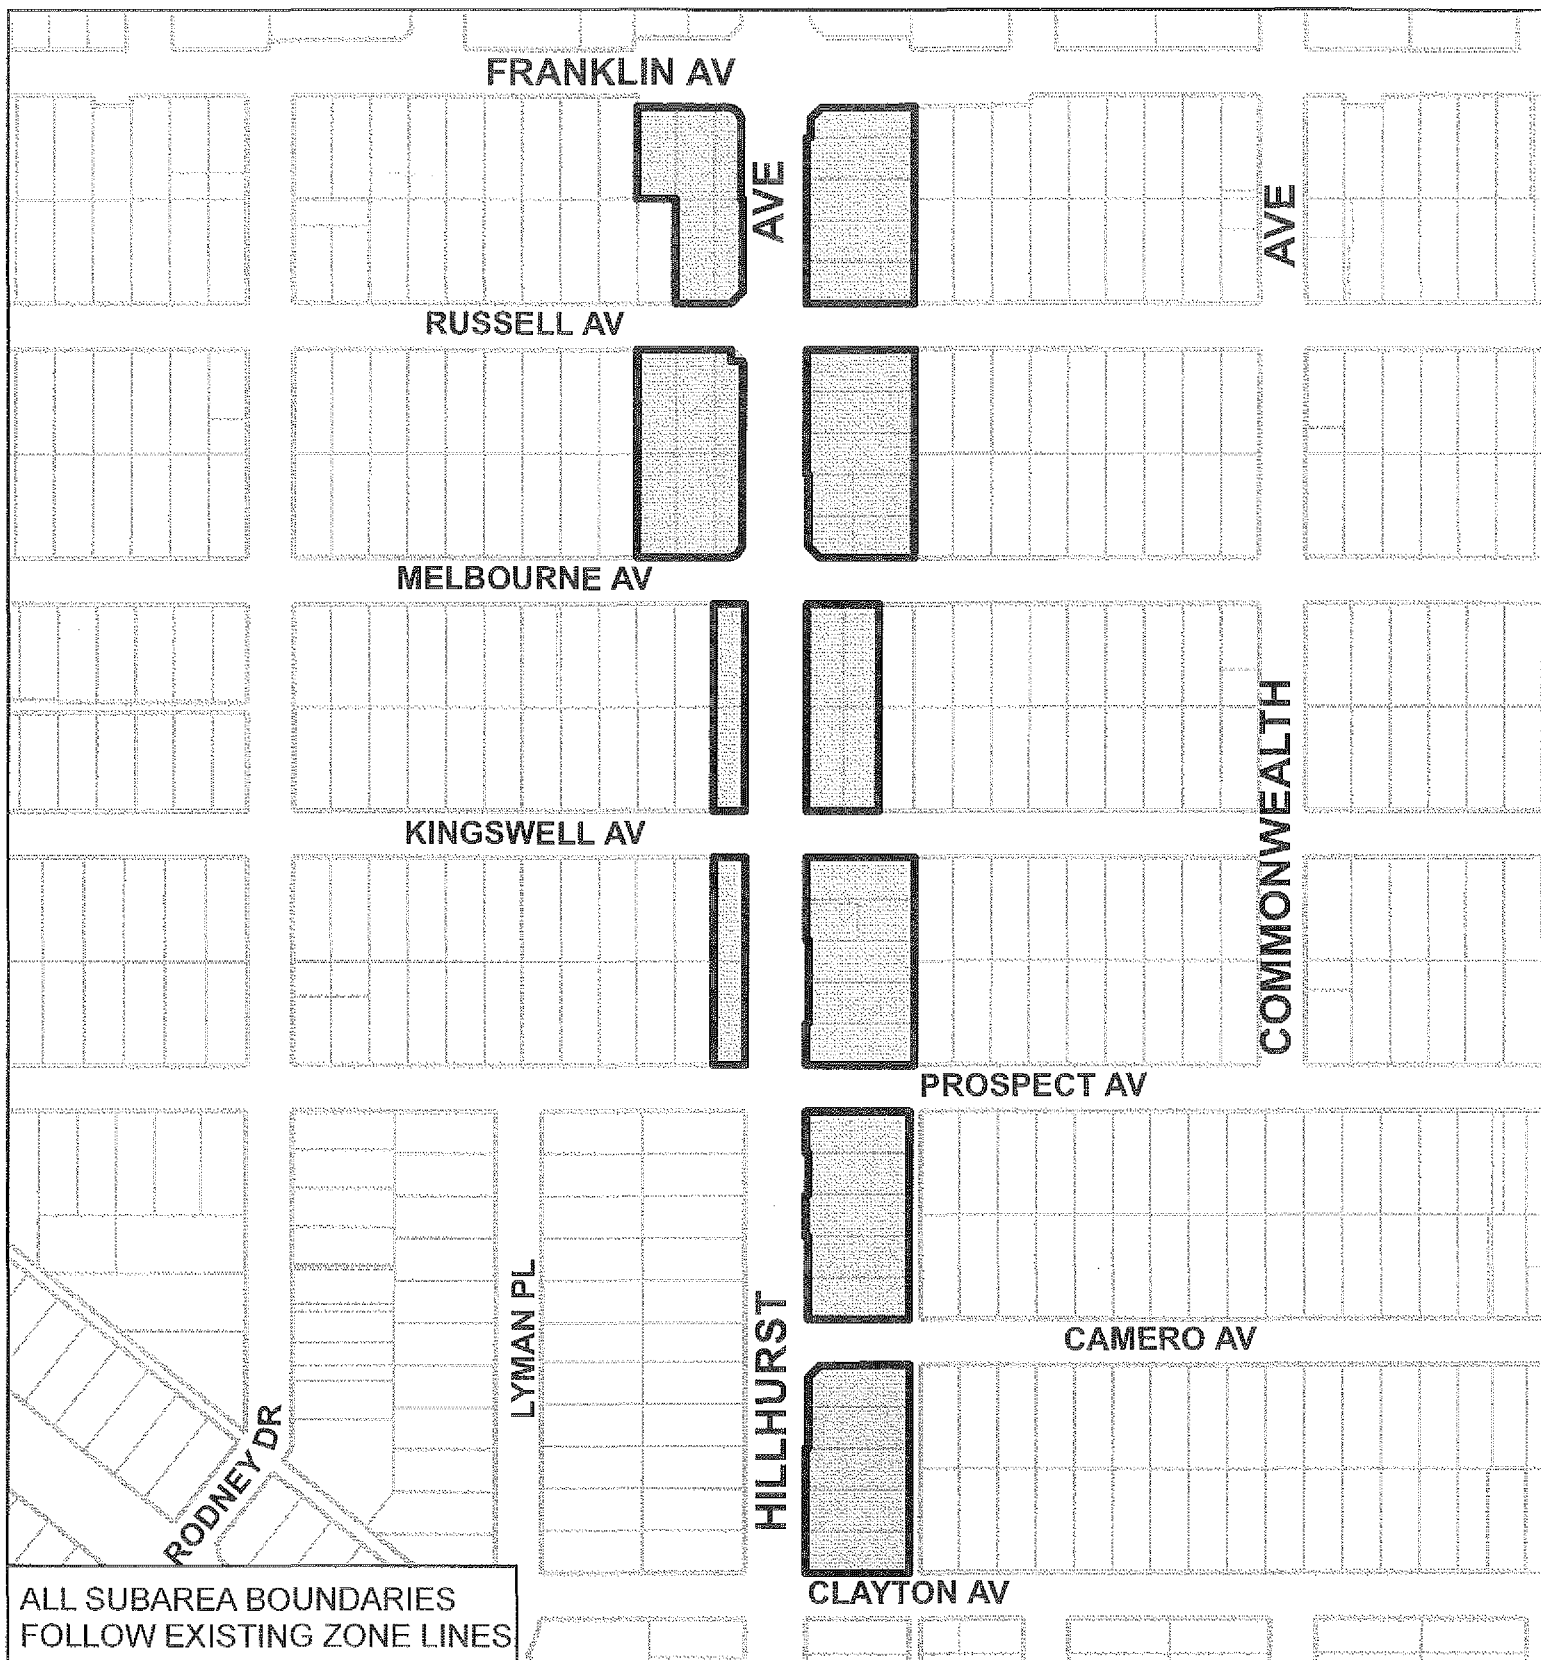 FRANKLIN AV
AVE
AVE
RUSSELL AV
MELBOURNE AV
KINGSWELL AV
COMMONWEALTH
PROSPECT AV
LYMAN PL
HILLHURST
CAMERO AV
RODNEY DR
CLAYTON AV
ALL SUBAREA BOUNDARIES
FOLLOW EXISTING ZONE LINES